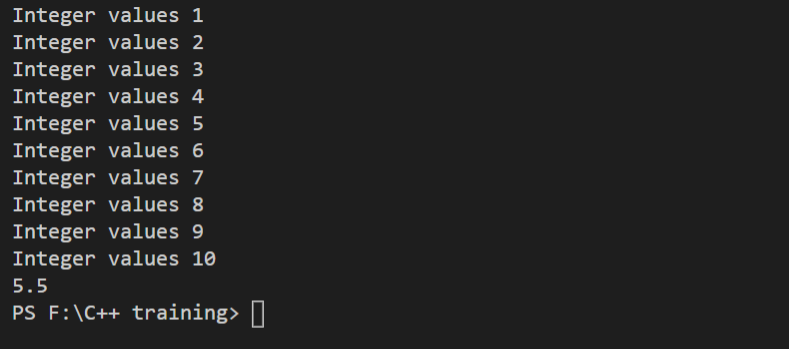 Integer values 1
Integer values 2
Integer values 3
Integer values 4
Integer values 5
Integer values 6
Integer values 7
Integer values 8
Integer values 9
Integer values 10
5.5
PS F:\C++ training>